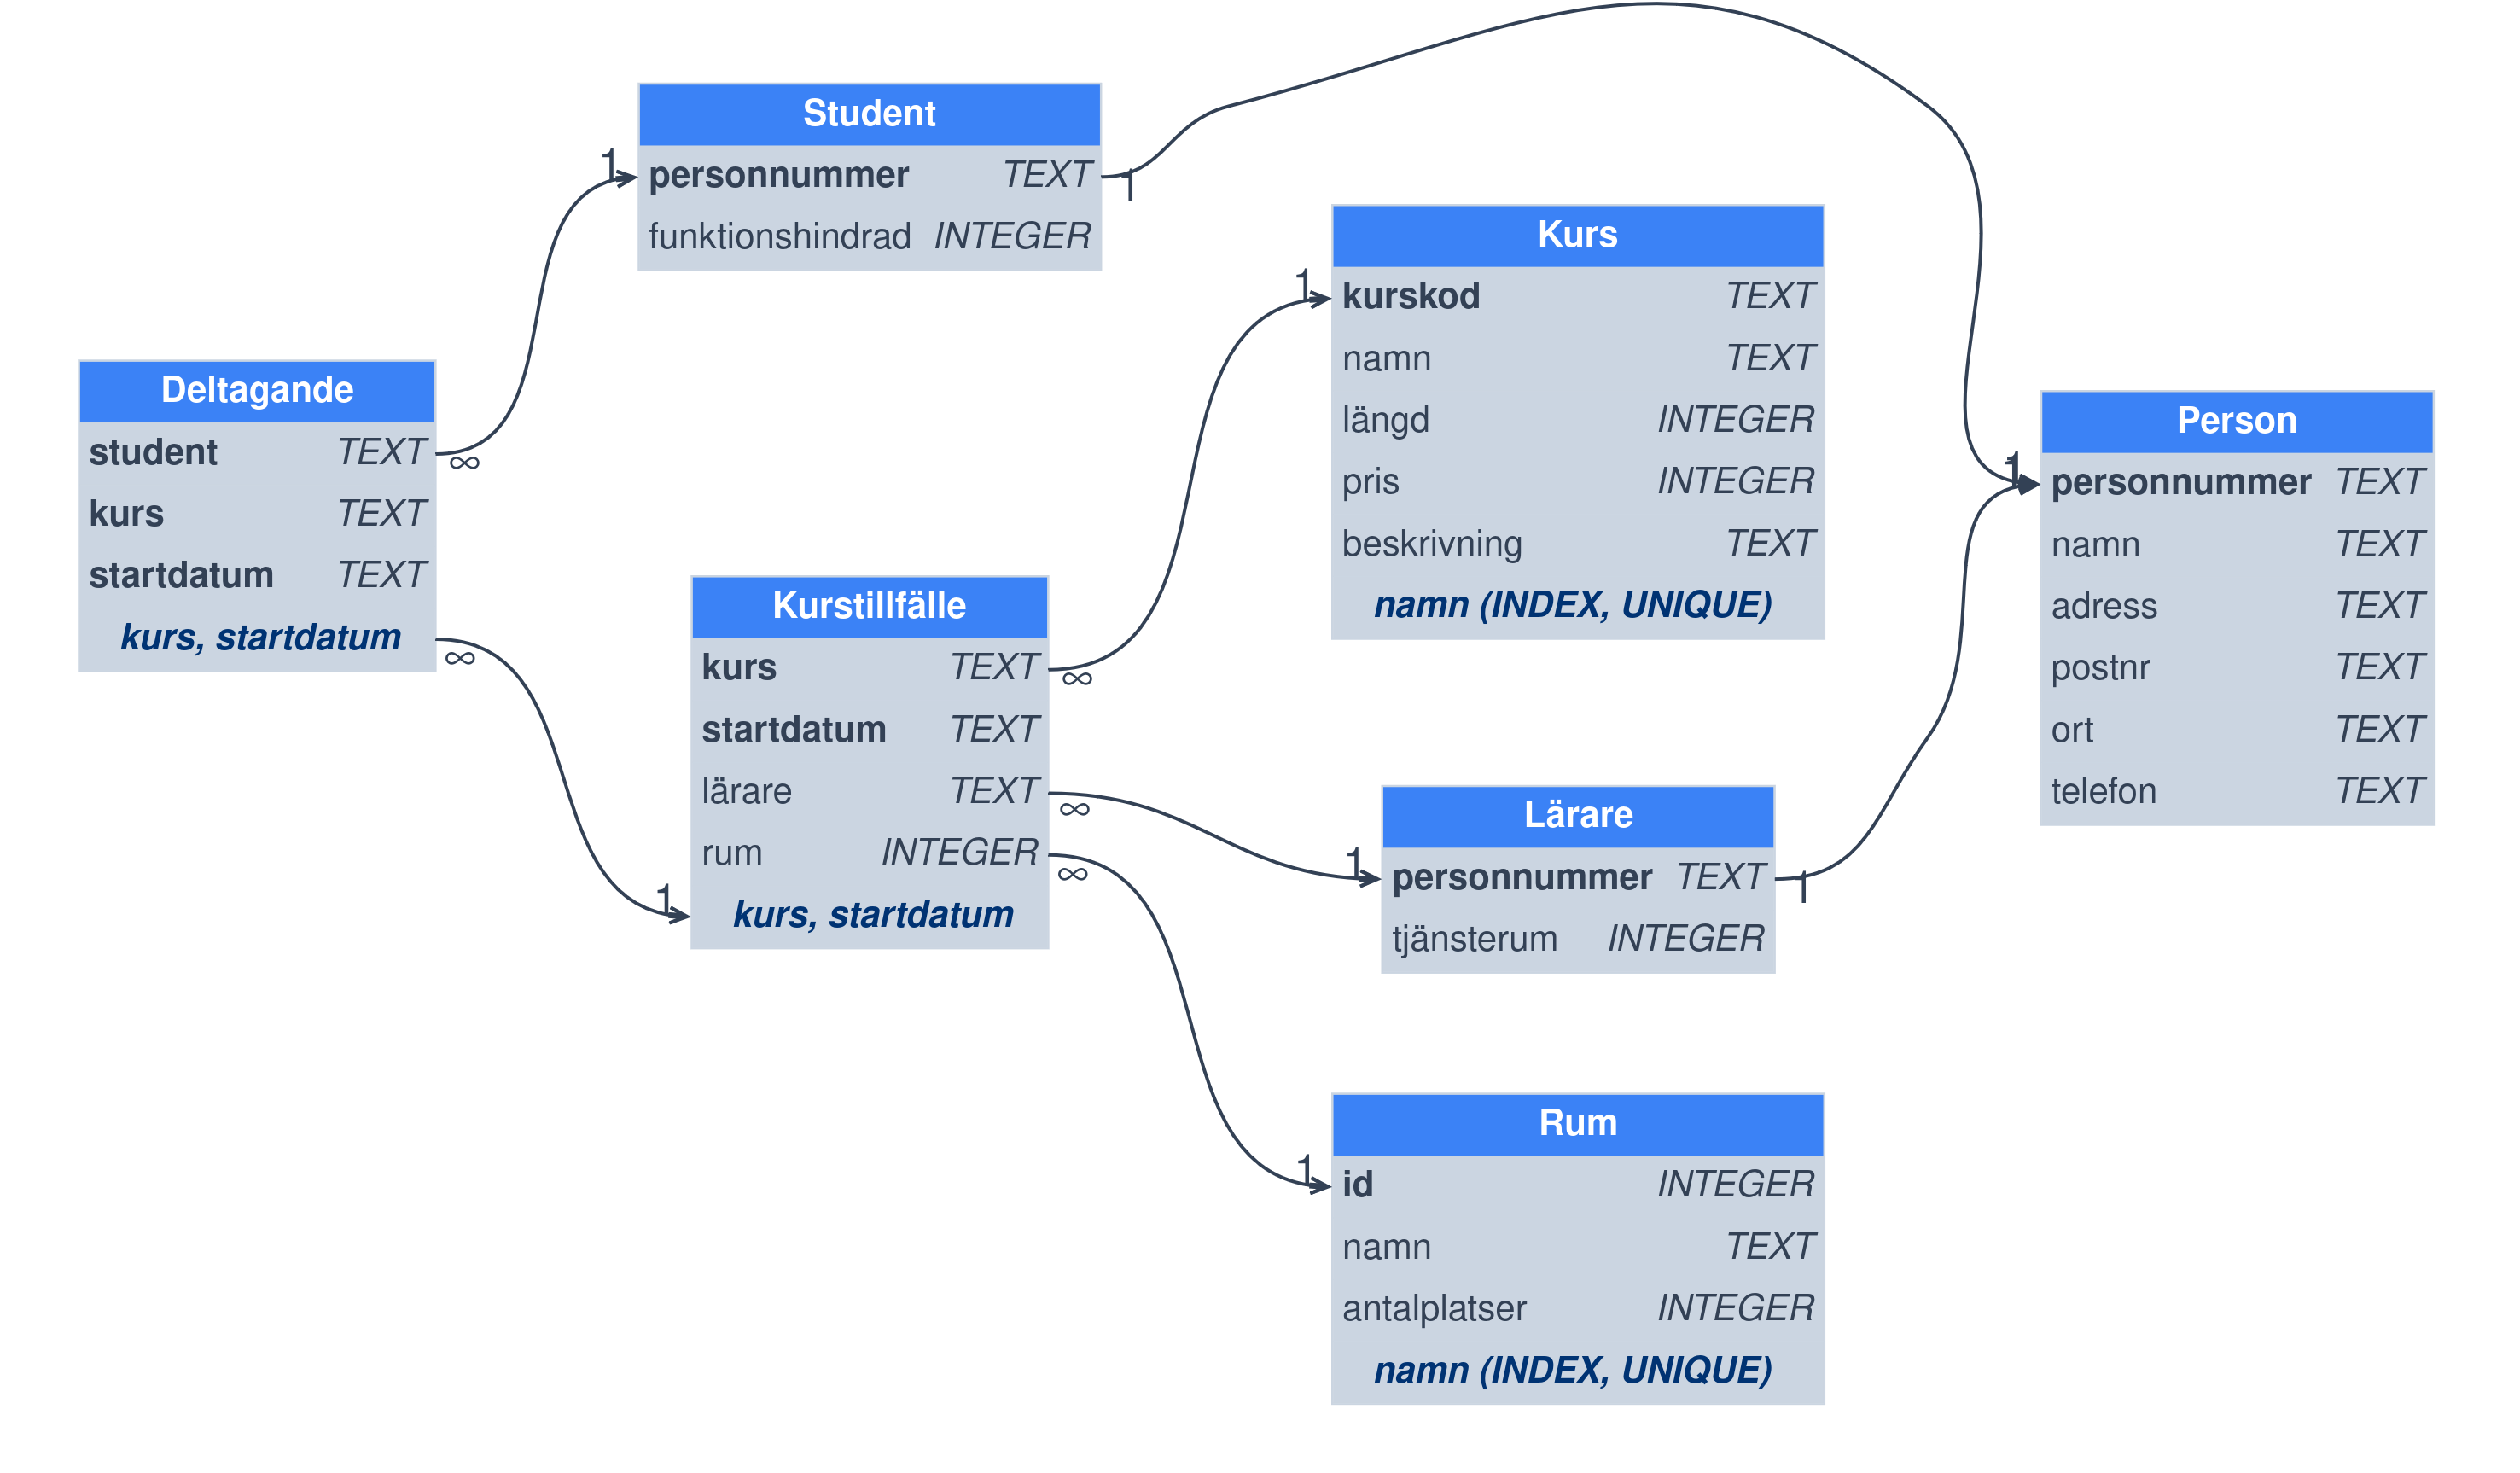 Student
personnummer TEXT
funktionshindrad INTEGER
1
1
Deltagande
student TEXT
kurs TEXT
startdatum TEXT
kurs, startdatum
∞
∞
Kurstillfälle
kurs TEXT
startdatum TEXT
lärare TEXT
rum INTEGER
kurs, startdatum
1
∞
∞
∞
Kurs
kurskod TEXT
namn TEXT
längd INTEGER
pris INTEGER
beskrivning TEXT
namn (INDEX, UNIQUE)
1
Lärare
personnummer TEXT
tjänsterum INTEGER
1
1
Rum
id INTEGER
namn TEXT
antalplatser INTEGER
namn (INDEX, UNIQUE)
1
Person
personnummer TEXT
namn TEXT
adress TEXT
postnr TEXT
ort TEXT
telefon TEXT
1